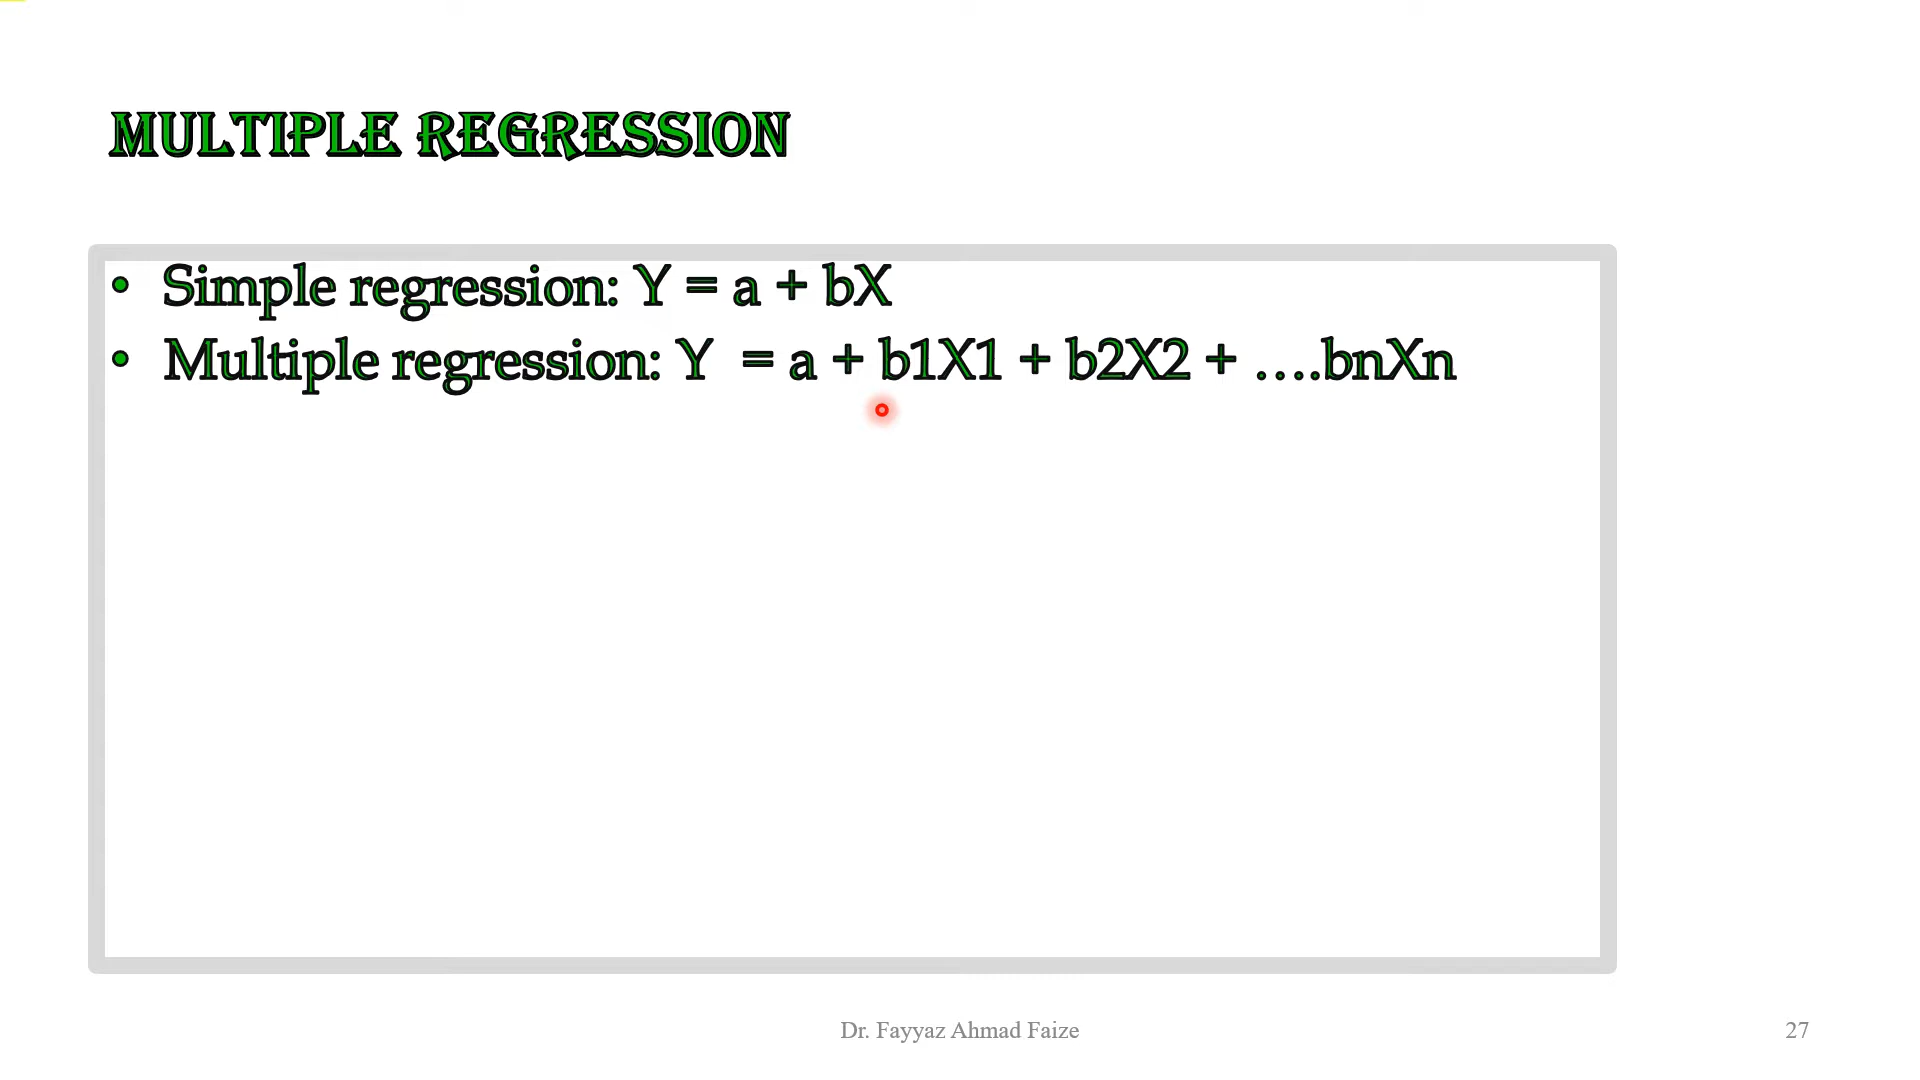 MULTIPLE REGRESSION
• Simple regression: Y = a + bX
• Multiple regression: Y  = a + b1X1 + b2X2 + ….bnXn
Dr. Fayyaz Ahmad Faize
27